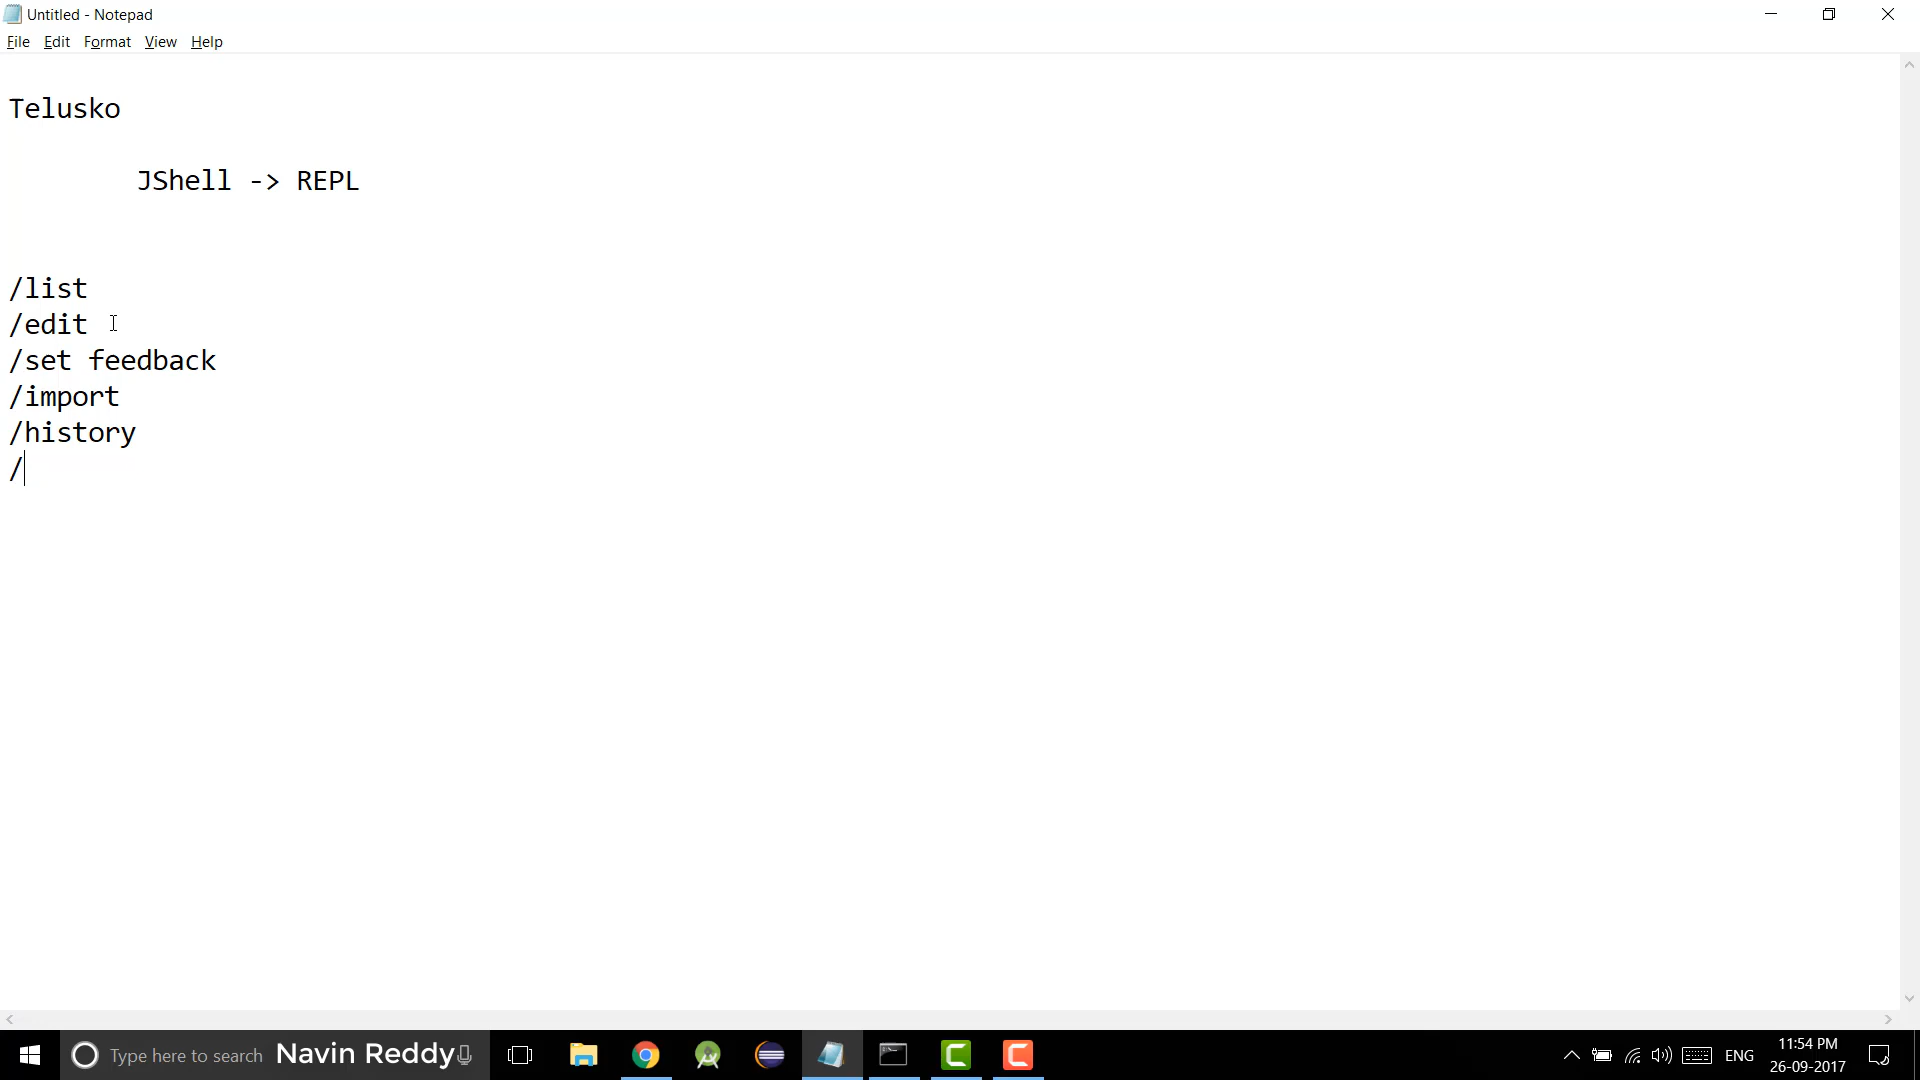 Untitled - Notepad
File Edit Format View Help
Telusko
JShell -> REPL
/list
/edit
/set feedback
/import
/history
/
Type here to search Navin Reddy
ENG
11:54 PM
26-09-2017